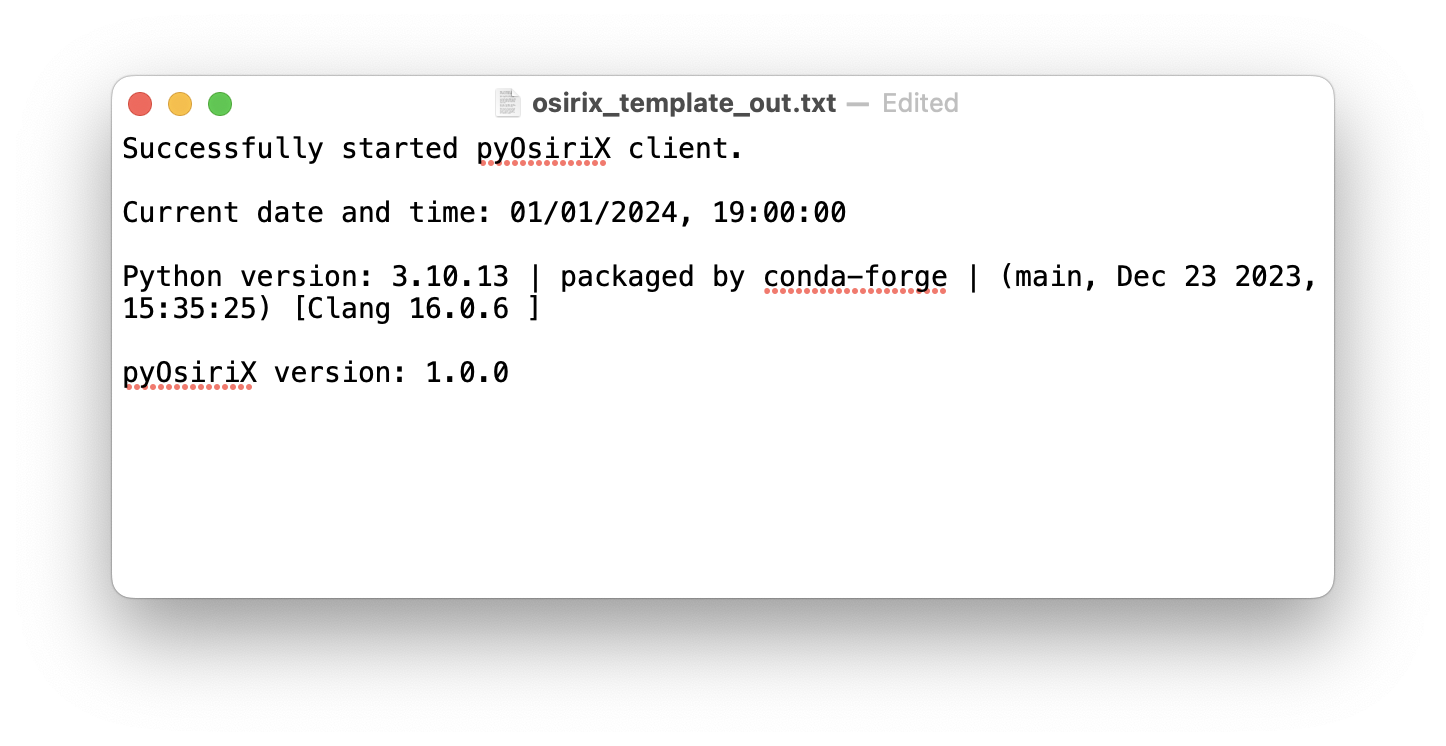 osirix_template_out.txt — Edited
Successfully started pyOsiriX client.
Current date and time: 01/01/2024, 19:00:00
Python version: 3.10.13 | packaged by conda-forge | (main, Dec 23 2023,
15:35:25) [Clang 16.0.6 ]
pyOsiriX version: 1.0.0